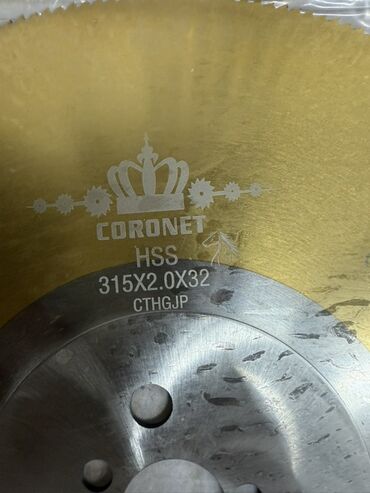 CORONET
HSS
315X2.0X32
CTHGJP